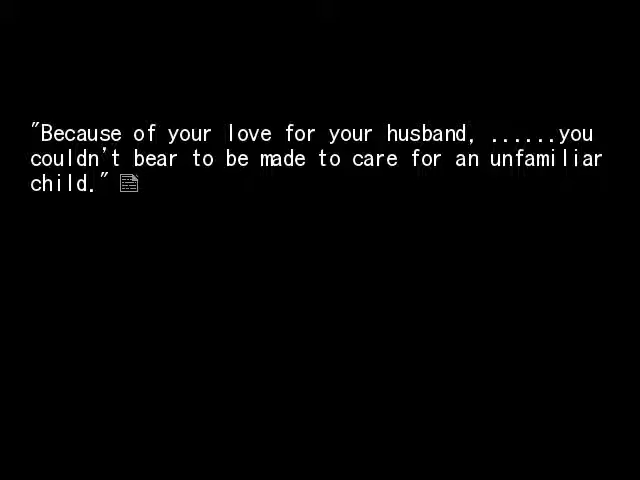 "Because of your love for your husband, ......you
couldn't bear to be made to care for an unfamiliar
child."